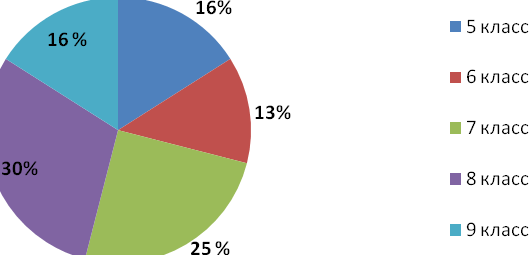 16%
13%
25 %
30%
16 %
5 класс
6 класс
7 класс
8 класс
9 класс